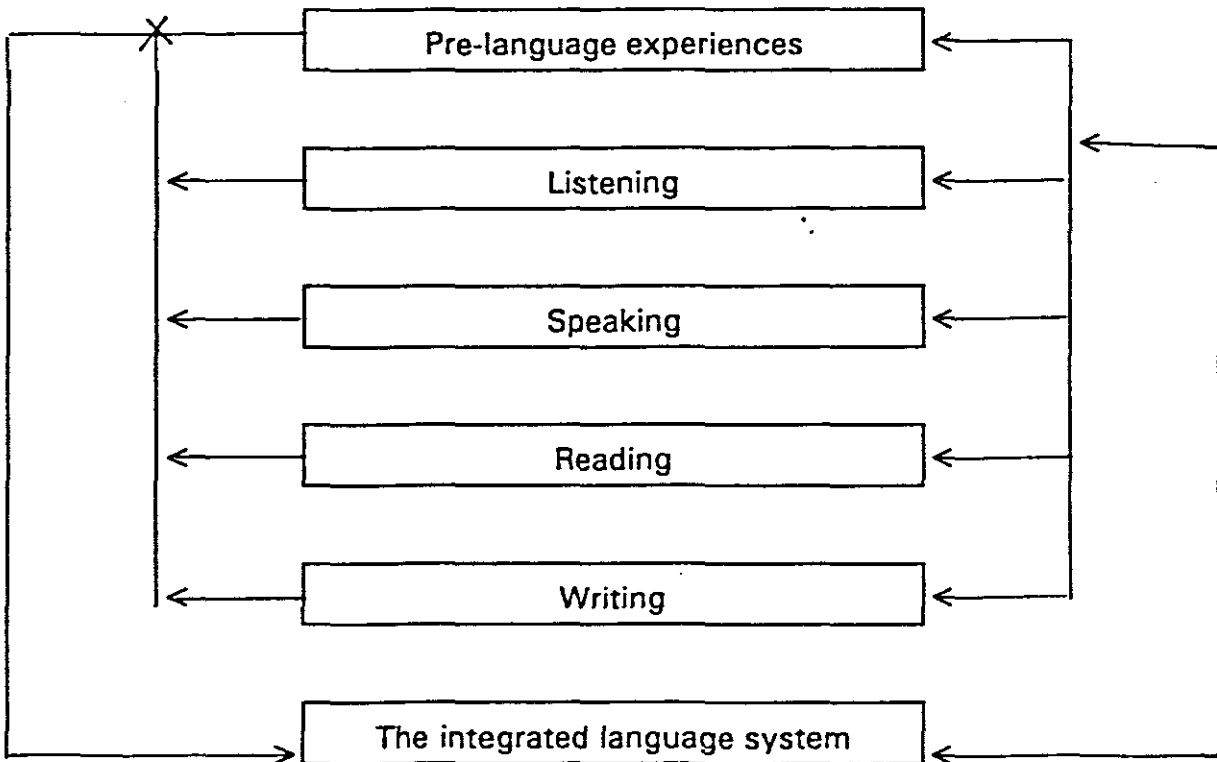 Pre-language experiences
Listening
Speaking
Reading
Writing
The integrated language system